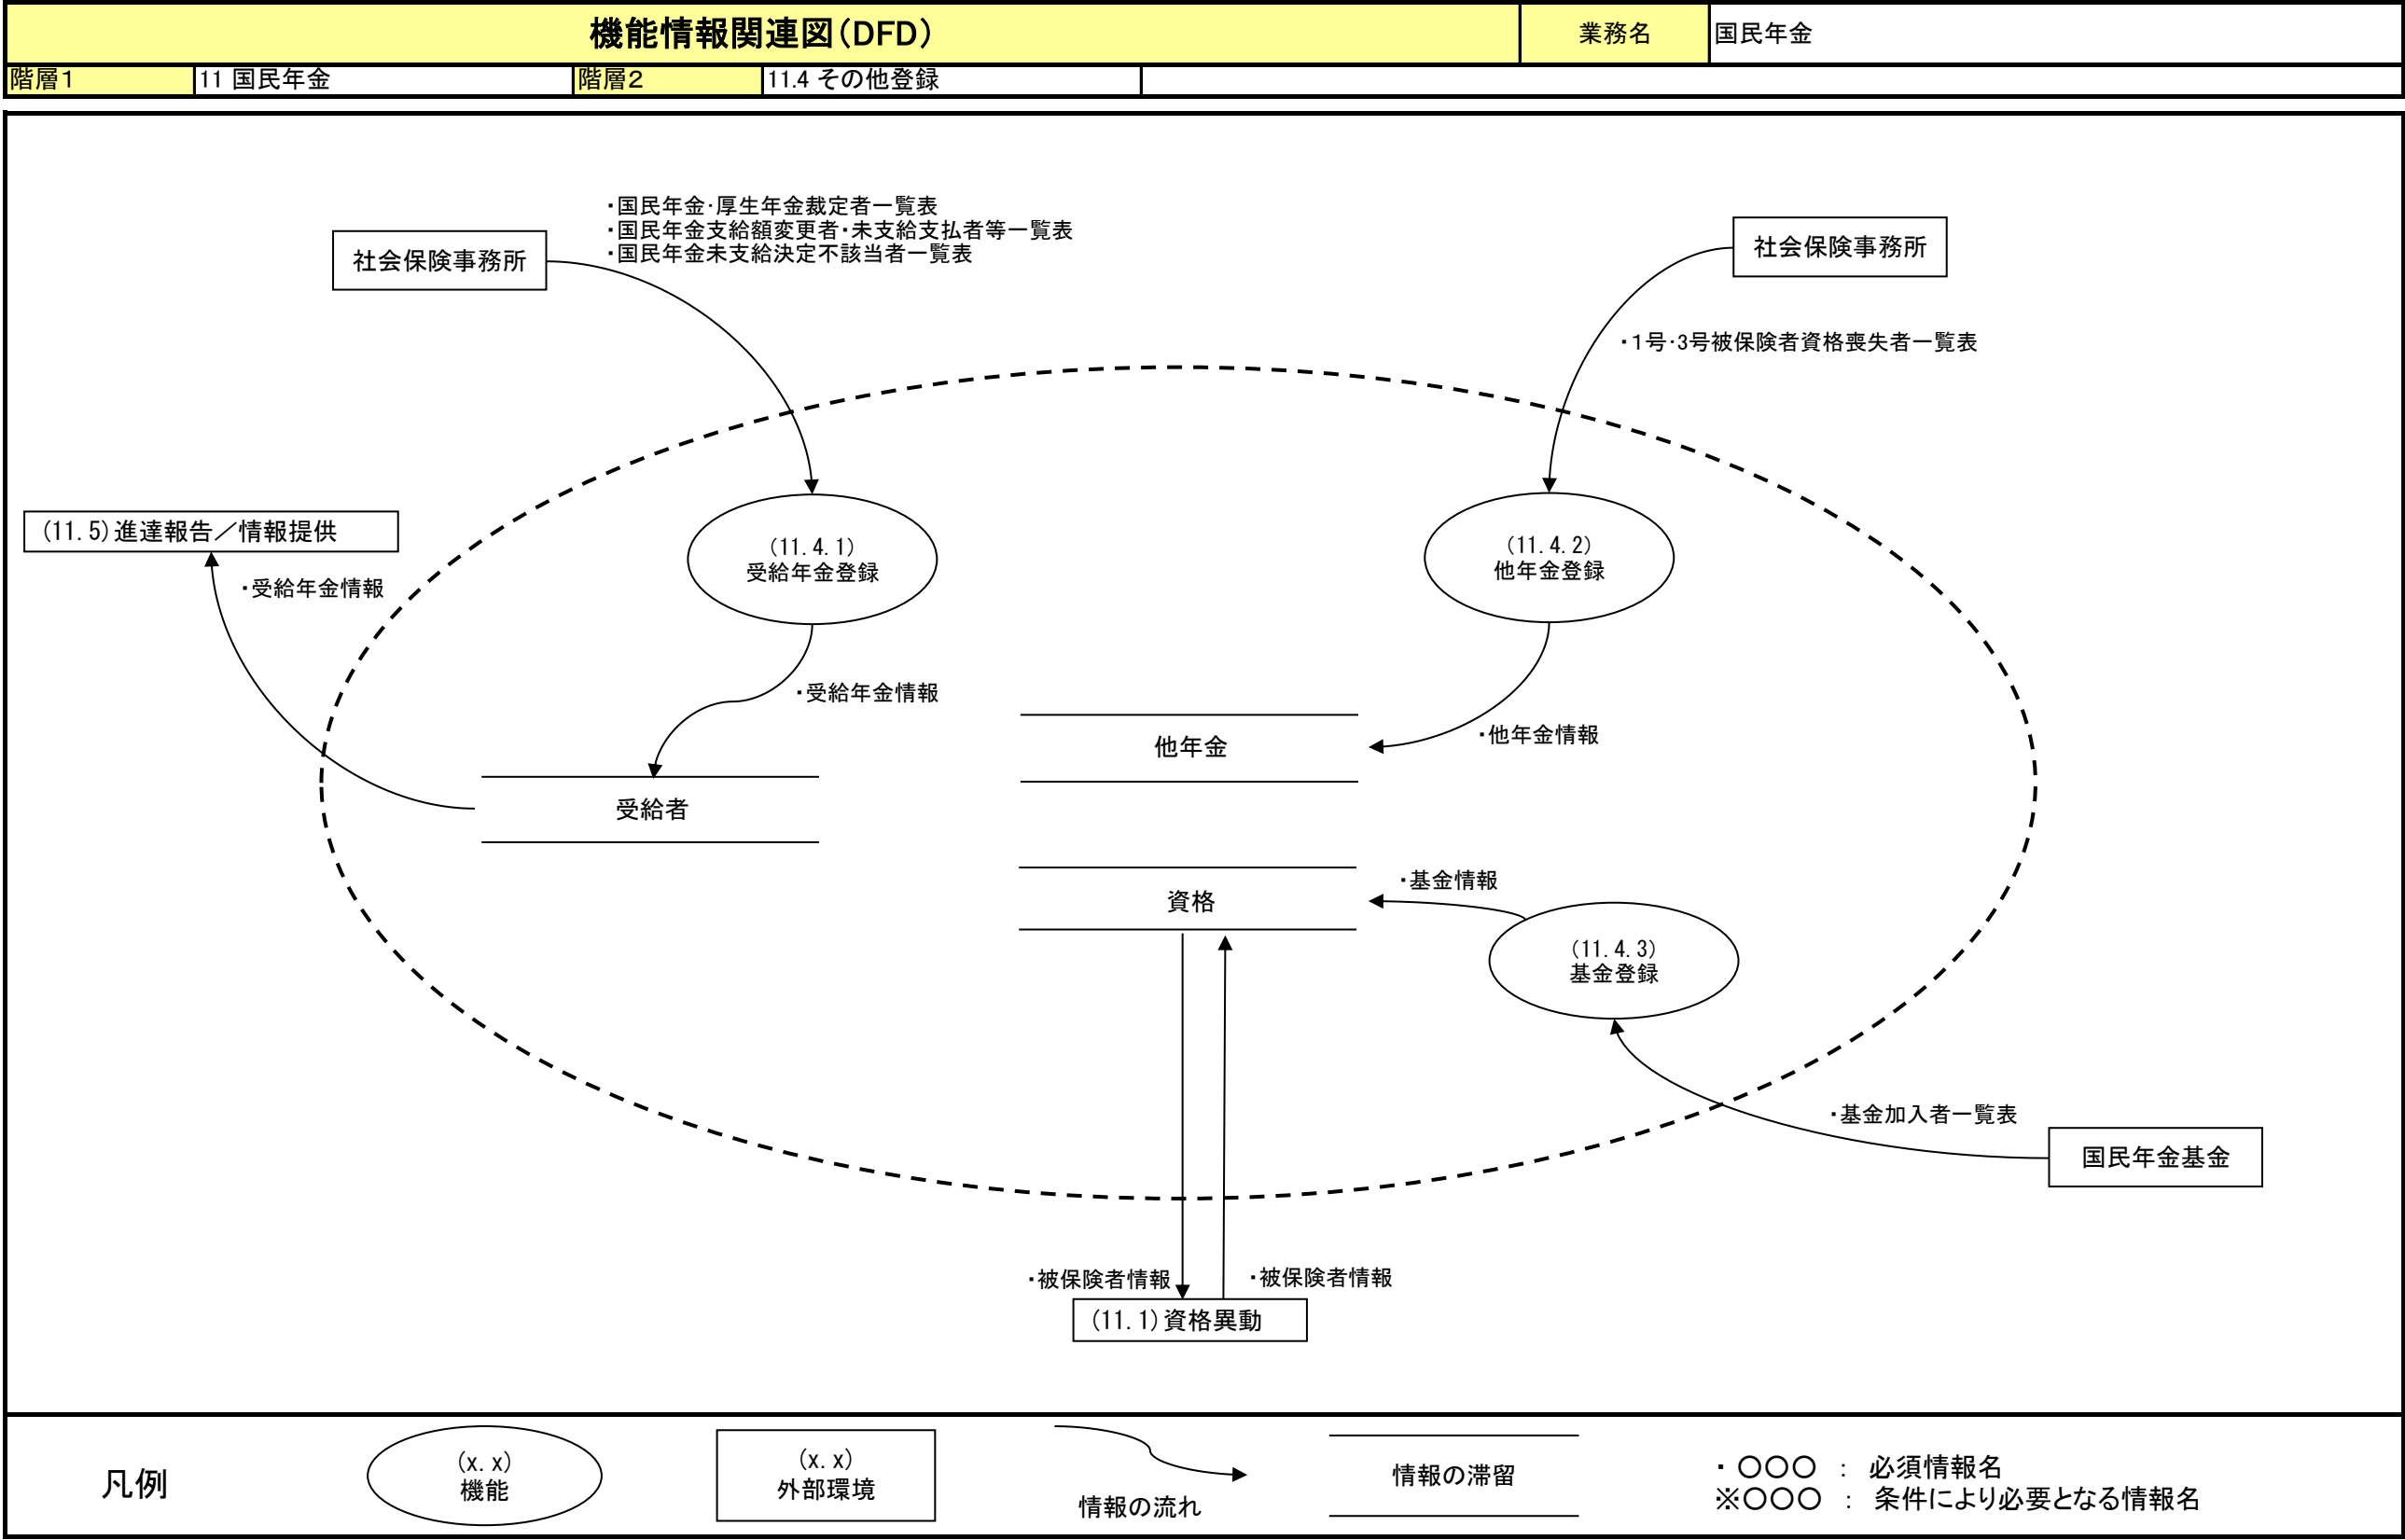 機能情報関連図（DFD）
業務名
国民年金
階層１
11 国民年金
階層２
11.4 その他登録
・国民年金・厚生年金裁定者一覧表
・国民年金支給額変更者・未支給支払者等一覧表
・国民年金未支給決定不該当者一覧表
社会保険事務所
社会保険事務所
・１号・３号被保険者資格喪失者一覧表
(11.5)進達報告／情報提供
・受給年金情報
(11.4.1)
受給年金登録
(11.4.2)
他年金登録
・受給年金情報
・他年金情報
他年金
受給者
・基金情報
資格
(11.4.3)
基金登録
・基金加入者一覧表
国民年金基金
・被保険者情報
・被保険者情報
(11.1)資格異動
凡例
(x.x)
機能
(x.x)
外部環境
情報の流れ
情報の滞留
・ 〇〇〇 ： 必須情報名
※〇〇〇 ： 条件により必要となる情報名